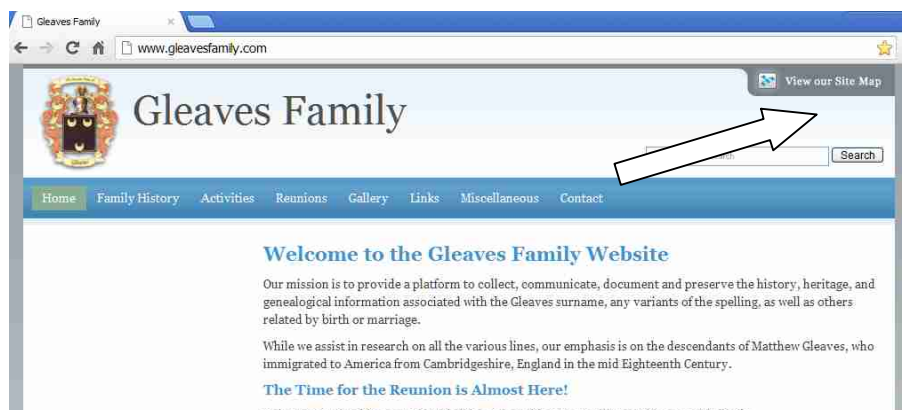 Gleaves Family
www.gleavesfamily.com
View our Site Map
Gleaves Family
Search
Home Family History Activities Reunions Gallery Links Miscellaneous Contact
Welcome to the Gleaves Family Website
Our mission is to provide a platform to collect, communicate, document and preserve the history, heritage, and
genealogical information associated with the Gleaves surname, any variants of the spelling, as well as others
related by birth or marriage.
While we assist in research on all the various lines, our emphasis is on the descendants of Matthew Gleaves, who
immigrated to America from Cambridgeshire, England in the mid Eighteenth Century.
The Time for the Reunion is Almost Here!